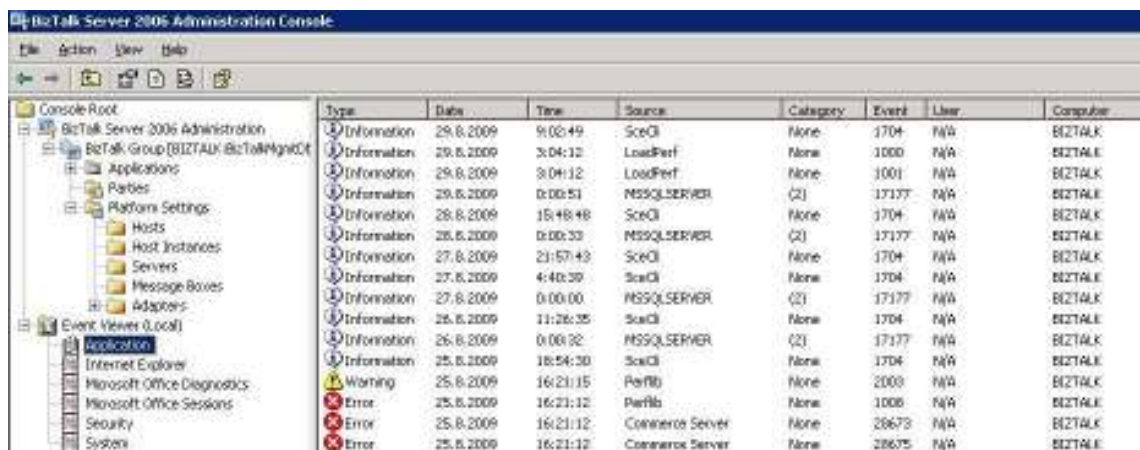 BizTalk Server 2006 Administration Console
File Action View Help
Console Root
BizTalk Server 2006 Administration
BizTalk Group [BIZTALK:BizTalkMgmtDb
Applications
Parties
Platform Settings
Hosts
Host Instances
Servers
Message Boxes
Adapters
Event Viewer (Local)
Application
Internet Explorer
Microsoft Office Diagnostics
Microsoft Office Sessions
Security
System
Type Date Time Source Category Event User Computer
Information 29.8.2009 9:02:49 SceCli None 1704 N/A BIZTALK
Information 29.8.2009 3:04:12 LoadPerf None 1000 N/A BIZTALK
Information 29.8.2009 3:04:12 LoadPerf None 1001 N/A BIZTALK
Information 29.8.2009 0:00:51 MSSQLSERVER (2) 17177 N/A BIZTALK
Information 28.8.2009 15:48:48 SceCli None 1704 N/A BIZTALK
Information 28.8.2009 0:00:33 MSSQLSERVER (2) 17177 N/A BIZTALK
Information 27.8.2009 21:57:43 SceCli None 1704 N/A BIZTALK
Information 27.8.2009 4:40:39 SceCli None 1704 N/A BIZTALK
Information 27.8.2009 0:00:00 MSSQLSERVER (2) 17177 N/A BIZTALK
Information 26.8.2009 11:26:35 SceCli None 1704 N/A BIZTALK
Information 26.8.2009 0:00:32 MSSQLSERVER (2) 17177 N/A BIZTALK
Information 25.8.2009 18:54:30 SceCli None 1704 N/A BIZTALK
Warning 25.8.2009 16:21:15 Perflib None 2003 N/A BIZTALK
Error 25.8.2009 16:21:12 Perflib None 1008 N/A BIZTALK
Error 25.8.2009 16:21:12 Commerce Server None 28673 N/A BIZTALK
Error 25.8.2009 16:21:12 Commerce Server None 28675 N/A BIZTALK